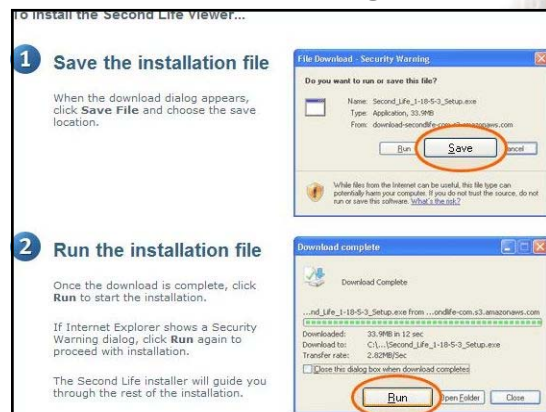 To Install the Second Life Viewer...
1 Save the installation file
When the download dialog appears,
click Save File and choose the save
location.
File Download - Security Warning
Do you want to run or save this file?
Name: Second_Life_1-18-5-3_Setup.exe
Type: Application, 33.9MB
From: download-secondlife-com.s3.amazonaws.com
Run
Save
ancel
While files from the Internet can be useful, this file type can
potentially harm your computer. If you do not trust the source, do not
run or save this software. What's the risk?
2 Run the installation file
Once the download is complete, click
Run to start the installation.
If Internet Explorer shows a Security
Warning dialog, click Run again to
proceed with installation.
The Second Life installer will guide you
through the rest of the installation.
Download complete
Download Complete
...nd_Life_1-18-5-3_Setup.exe from ...ondlife-com.s3.amazonaws.com
Downloaded: 33.9MB in 12 sec
Download to: C:\...\Second_Life_1-18-5-3_Setup.exe
Transfer rate: 2.82MB/Sec
Close this dialog box when download completes
Run
Open Folder
Close